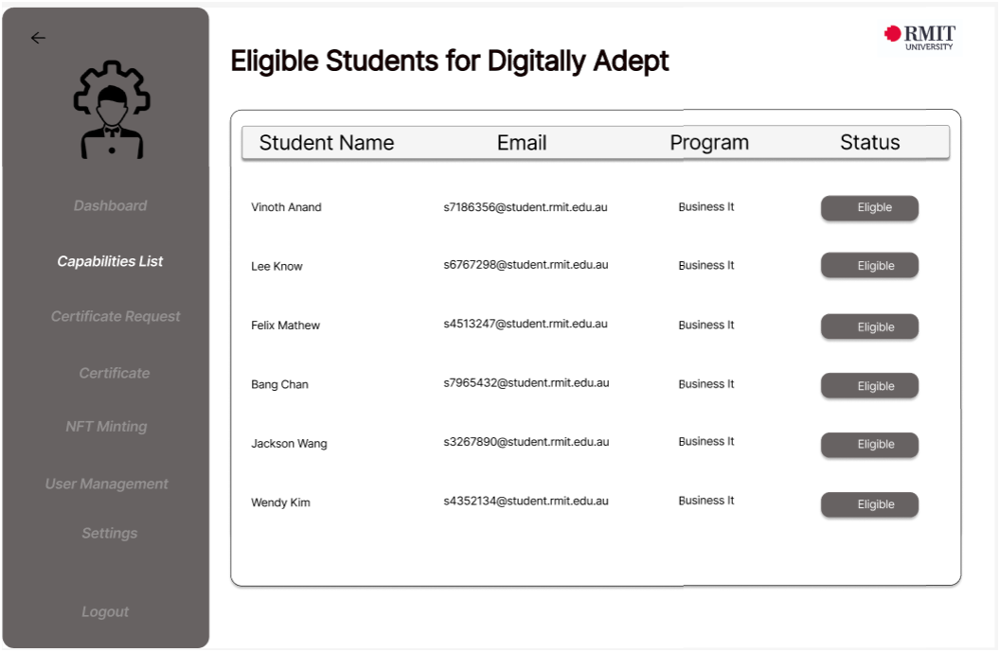 RMIT
UNIVERSITY
Eligible Students for Digitally Adept
Dashboard
Capabilities List
Certificate Request
Certificate
NFT Minting
User Management
Settings
Logout
Student Name Email Program Status
Vinoth Anand s7186356@student.rmit.edu.au Business It Eligble
Lee Know s6767298@student.rmit.edu.au Business It Eligible
Felix Mathew s4513247@student.rmit.au Business It Eligible
Bang Chan s7965432@student.rmit.edu.au Business It Eligible
Jackson Wang s3267890@student.rmit.edu.au Business It Eligible
Wendy Kim s4352134@student.rmit.edu.au Business It Eligible